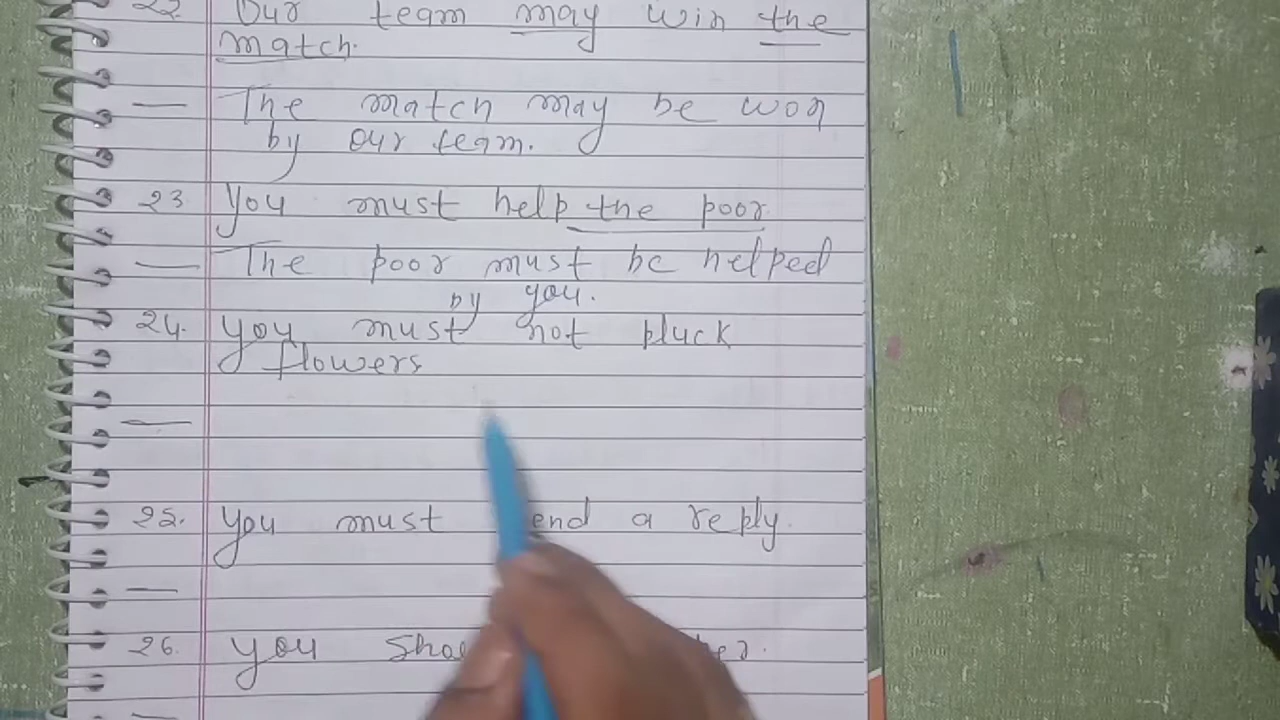 22. Our team may win the
match.
— The match may be won
by our team.
23. You must help the poor.
— The poor must be helped
by you.
24. you must not pluck
flowers
—
25. you must end a reply.
—
26. you
—